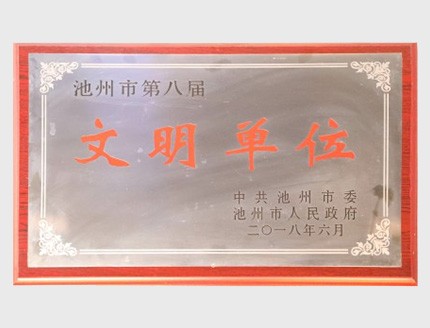 池州市第八届
文明单位
中共池州市委
池州市人民政府
二〇一八年六月